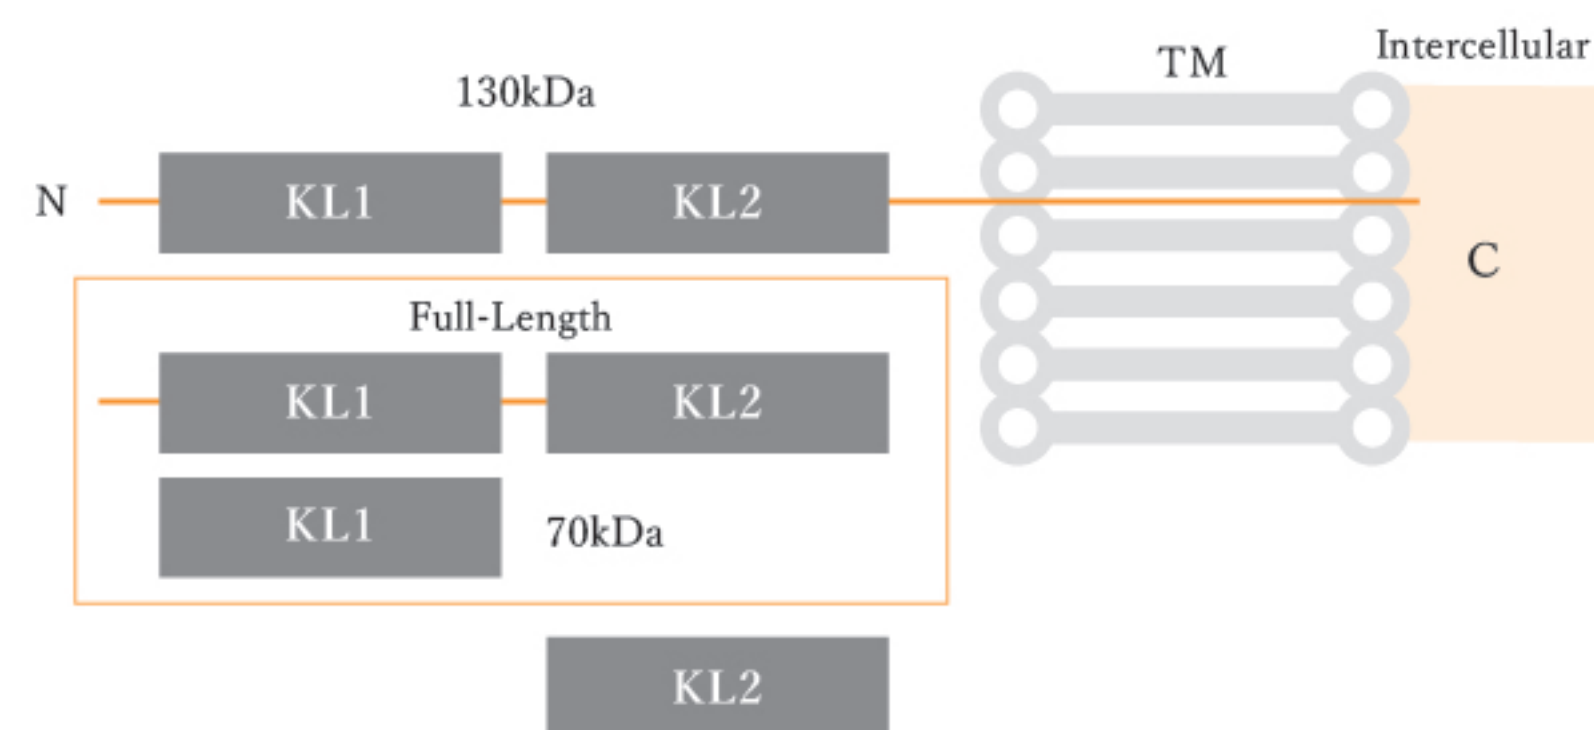 Intercellular
TM
130kDa
N
KL1
KL2
C
Full-Length
KL1
KL2
KL1
70kDa
KL2